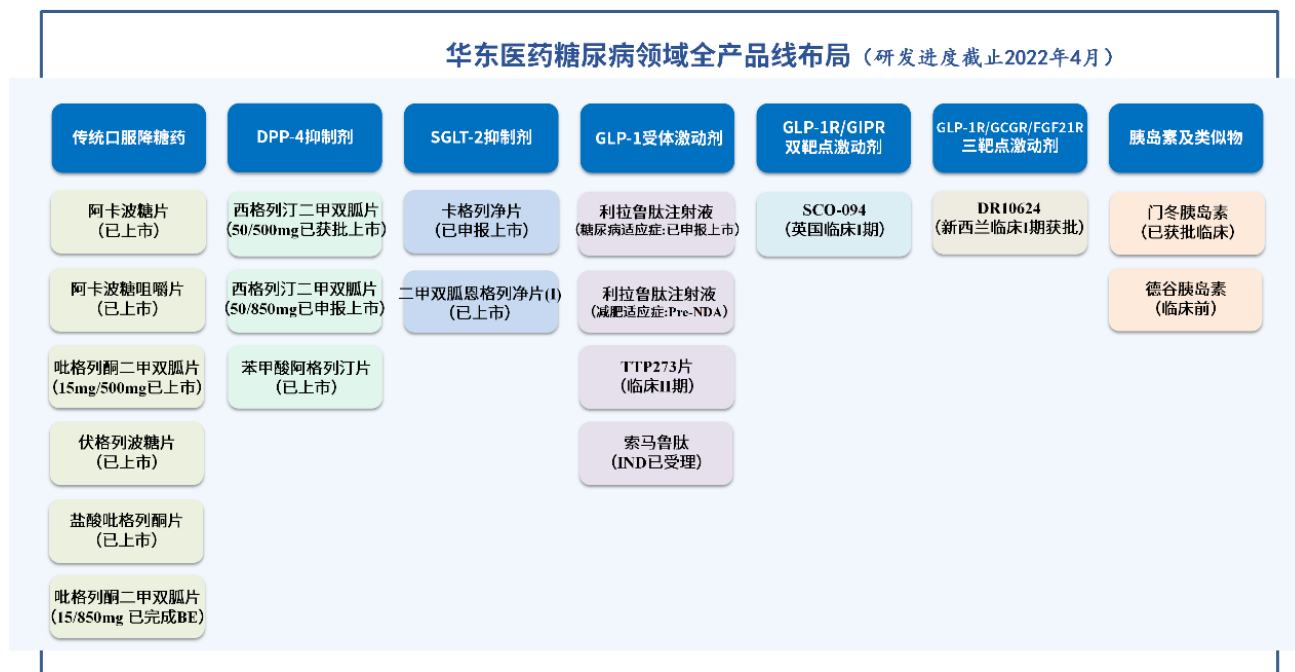 华东医药糖尿病领域全产品线布局（研发进度截止2022年4月）
传统口服降糖药
阿卡波糖片
（已上市）
阿卡波糖咀嚼片
（已上市）
吡格列酮二甲双胍片
（15mg/500mg已上市）
伏格列波糖片
（已上市）
盐酸吡格列酮片
（已上市）
吡格列酮二甲双胍片
（15/850mg 已完成BE）
DPP-4抑制剂
西格列汀二甲双胍片
（50/500mg已获批上市）
西格列汀二甲双胍片
（50/850mg已申报上市）
苯甲酸阿格列汀片
（已上市）
SGLT-2抑制剂
卡格列净片
（已申报上市）
二甲双胍恩格列净片(I)
（已上市）
GLP-1受体激动剂
利拉鲁肽注射液
（糖尿病适应症:已申报上市）
利拉鲁肽注射液
（减肥适应症:Pre-NDA）
TTP273片
（临床II期）
索马鲁肽
（IND已受理）
GLP-1R/GIPR
双靶点激动剂
SCO-094
（英国临床I期）
GLP-1R/GCGR/FGF21R
三靶点激动剂
DR10624
（新西兰临床I期获批）
胰岛素及类似物
门冬胰岛素
（已获批临床）
德谷胰岛素
（临床前）